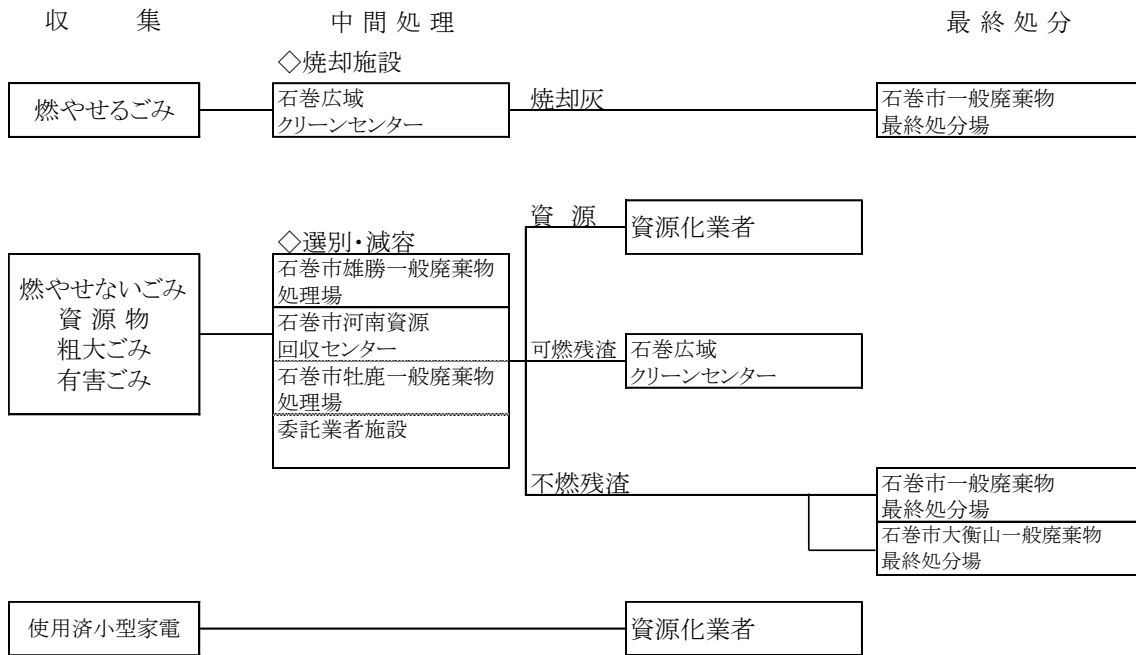 収 集 中間処理 最終処分
◇焼却施設
燃やせるごみ
石巻広域
クリーンセンター
焼却灰
石巻市一般廃棄物
最終処分場
◇選別・減容
燃やせないごみ
資源物
粗大ごみ
有害ごみ
石巻市雄勝一般廃棄物
処理場
石巻市河南資源
回収センター
石巻市牡鹿一般廃棄物
処理場
委託業者施設
資 源
資源化業者
可燃残渣
石巻広域
クリーンセンター
不燃残渣
石巻市一般廃棄物
最終処分場
石巻市大衡山一般廃棄物
最終処分場
使用済小型家電
資源化業者